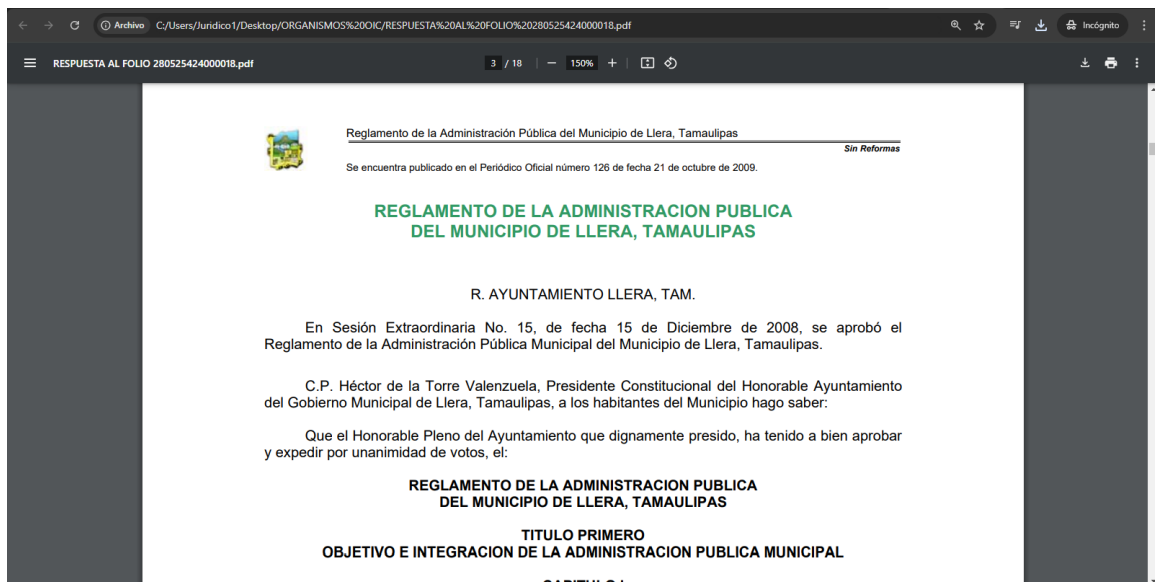 Archivo C:/Users/Juridico1/Desktop/ORGANISMOS%20OIC/RESPUESTA%20AL%20FOLIO%20280525424000018.pdf Incógnito
RESPUESTA AL FOLIO 280525424000018.pdf 3 / 18 150%
Reglamento de la Administración Pública del Municipio de Llera, Tamaulipas
Sin Reformas
Se encuentra publicado en el Periódico Oficial número 126 de fecha 21 de octubre de 2009.
REGLAMENTO DE LA ADMINISTRACION PUBLICA
DEL MUNICIPIO DE LLERA, TAMAULIPAS
R. AYUNTAMIENTO LLERA, TAM.
En Sesión Extraordinaria No. 15, de fecha 15 de Diciembre de 2008, se aprobó el
Reglamento de la Administración Pública Municipal del Municipio de Llera, Tamaulipas.
C.P. Héctor de la Torre Valenzuela, Presidente Constitucional del Honorable Ayuntamiento
del Gobierno Municipal de Llera, Tamaulipas, a los habitantes del Municipio hago saber:
Que el Honorable Pleno del Ayuntamiento que dignamente presido, ha tenido a bien aprobar
y expedir por unanimidad de votos, el:
REGLAMENTO DE LA ADMINISTRACION PUBLICA
DEL MUNICIPIO DE LLERA, TAMAULIPAS
TITULO PRIMERO
OBJETIVO E INTEGRACION DE LA ADMINISTRACION PUBLICA MUNICIPAL